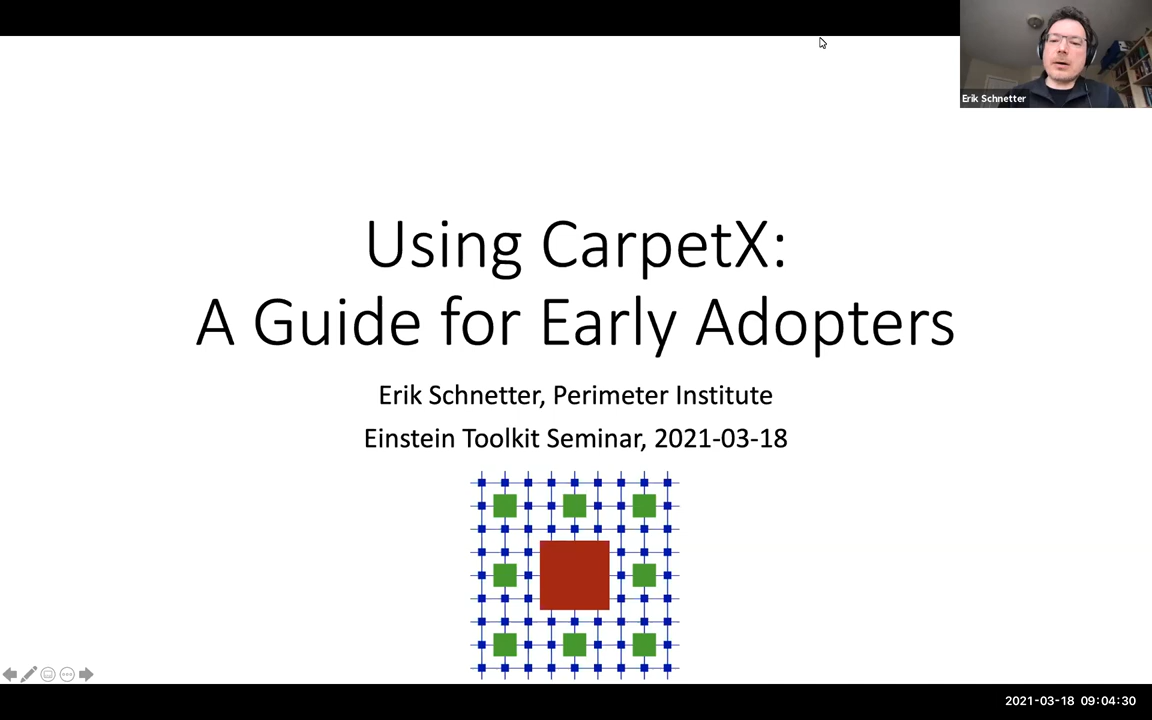 Erik Schnetter
Using CarpetX:
A Guide for Early Adopters
Erik Schnetter, Perimeter Institute
Einstein Toolkit Seminar, 2021-03-18
2021-03-18 09:04:30